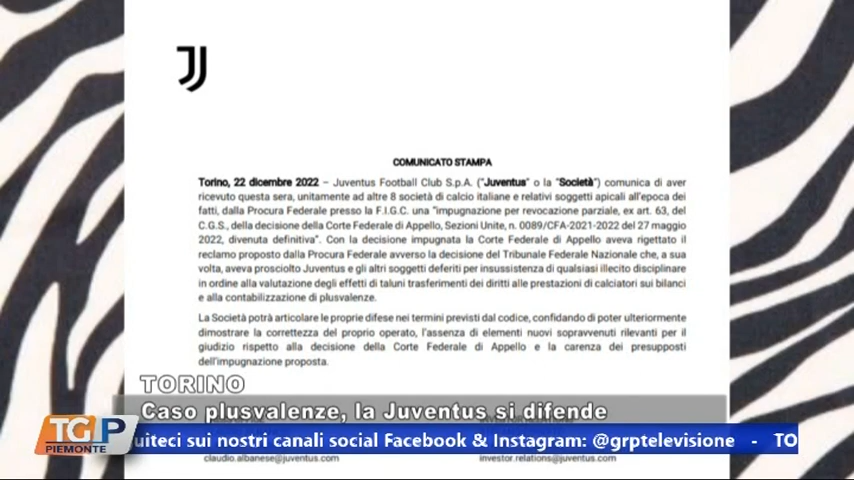 COMUNICATO STAMPA
Torino, 22 dicembre 2022 – Juventus Football Club S.p.A. ("Juventus" o la "Società") comunica di aver
ricevuto questa sera, unitamente ad altre 8 società di calcio italiane e relativi soggetti apicali all'epoca dei
fatti, dalla Procura Federale presso la F.I.G.C. una "impugnazione per revocazione parziale, ex art. 63, del
C.G.S., della decisione della Corte Federale di Appello, Sezioni Unite, n. 0089/CFA-2021-2022 del 27 maggio
2022, divenuta definitiva". Con la decisione impugnata la Corte Federale di Appello aveva rigettato il
reclamo proposto dalla Procura Federale avverso la decisione del Tribunale Federale Nazionale che, a sua
volta, aveva prosciolto Juventus e gli altri soggetti deferiti per insussistenza di qualsiasi illecito disciplinare
in ordine alla valutazione degli effetti di taluni trasferimenti dei diritti alle prestazioni di calciatori sui bilanci
e alla contabilizzazione di plusvalenze.
La Società potrà articolare le proprie difese nei termini previsti dal codice, confidando di poter ulteriormente
dimostrare la correttezza del proprio operato, l'assenza di elementi nuovi sopravvenuti rilevanti per il
giudizio rispetto alla decisione della Corte Federale di Appello e la carenza dei presupposti
dell'impugnazione proposta.
TORINO
Caso plusvalenze, la Juventus si difende
TGP
PIEMONTE
uiteci sui nostri canali social Facebook & Instagram: @grptelevisione - TO
claudio.albanese@juventus.com investor.relations@juventus.com